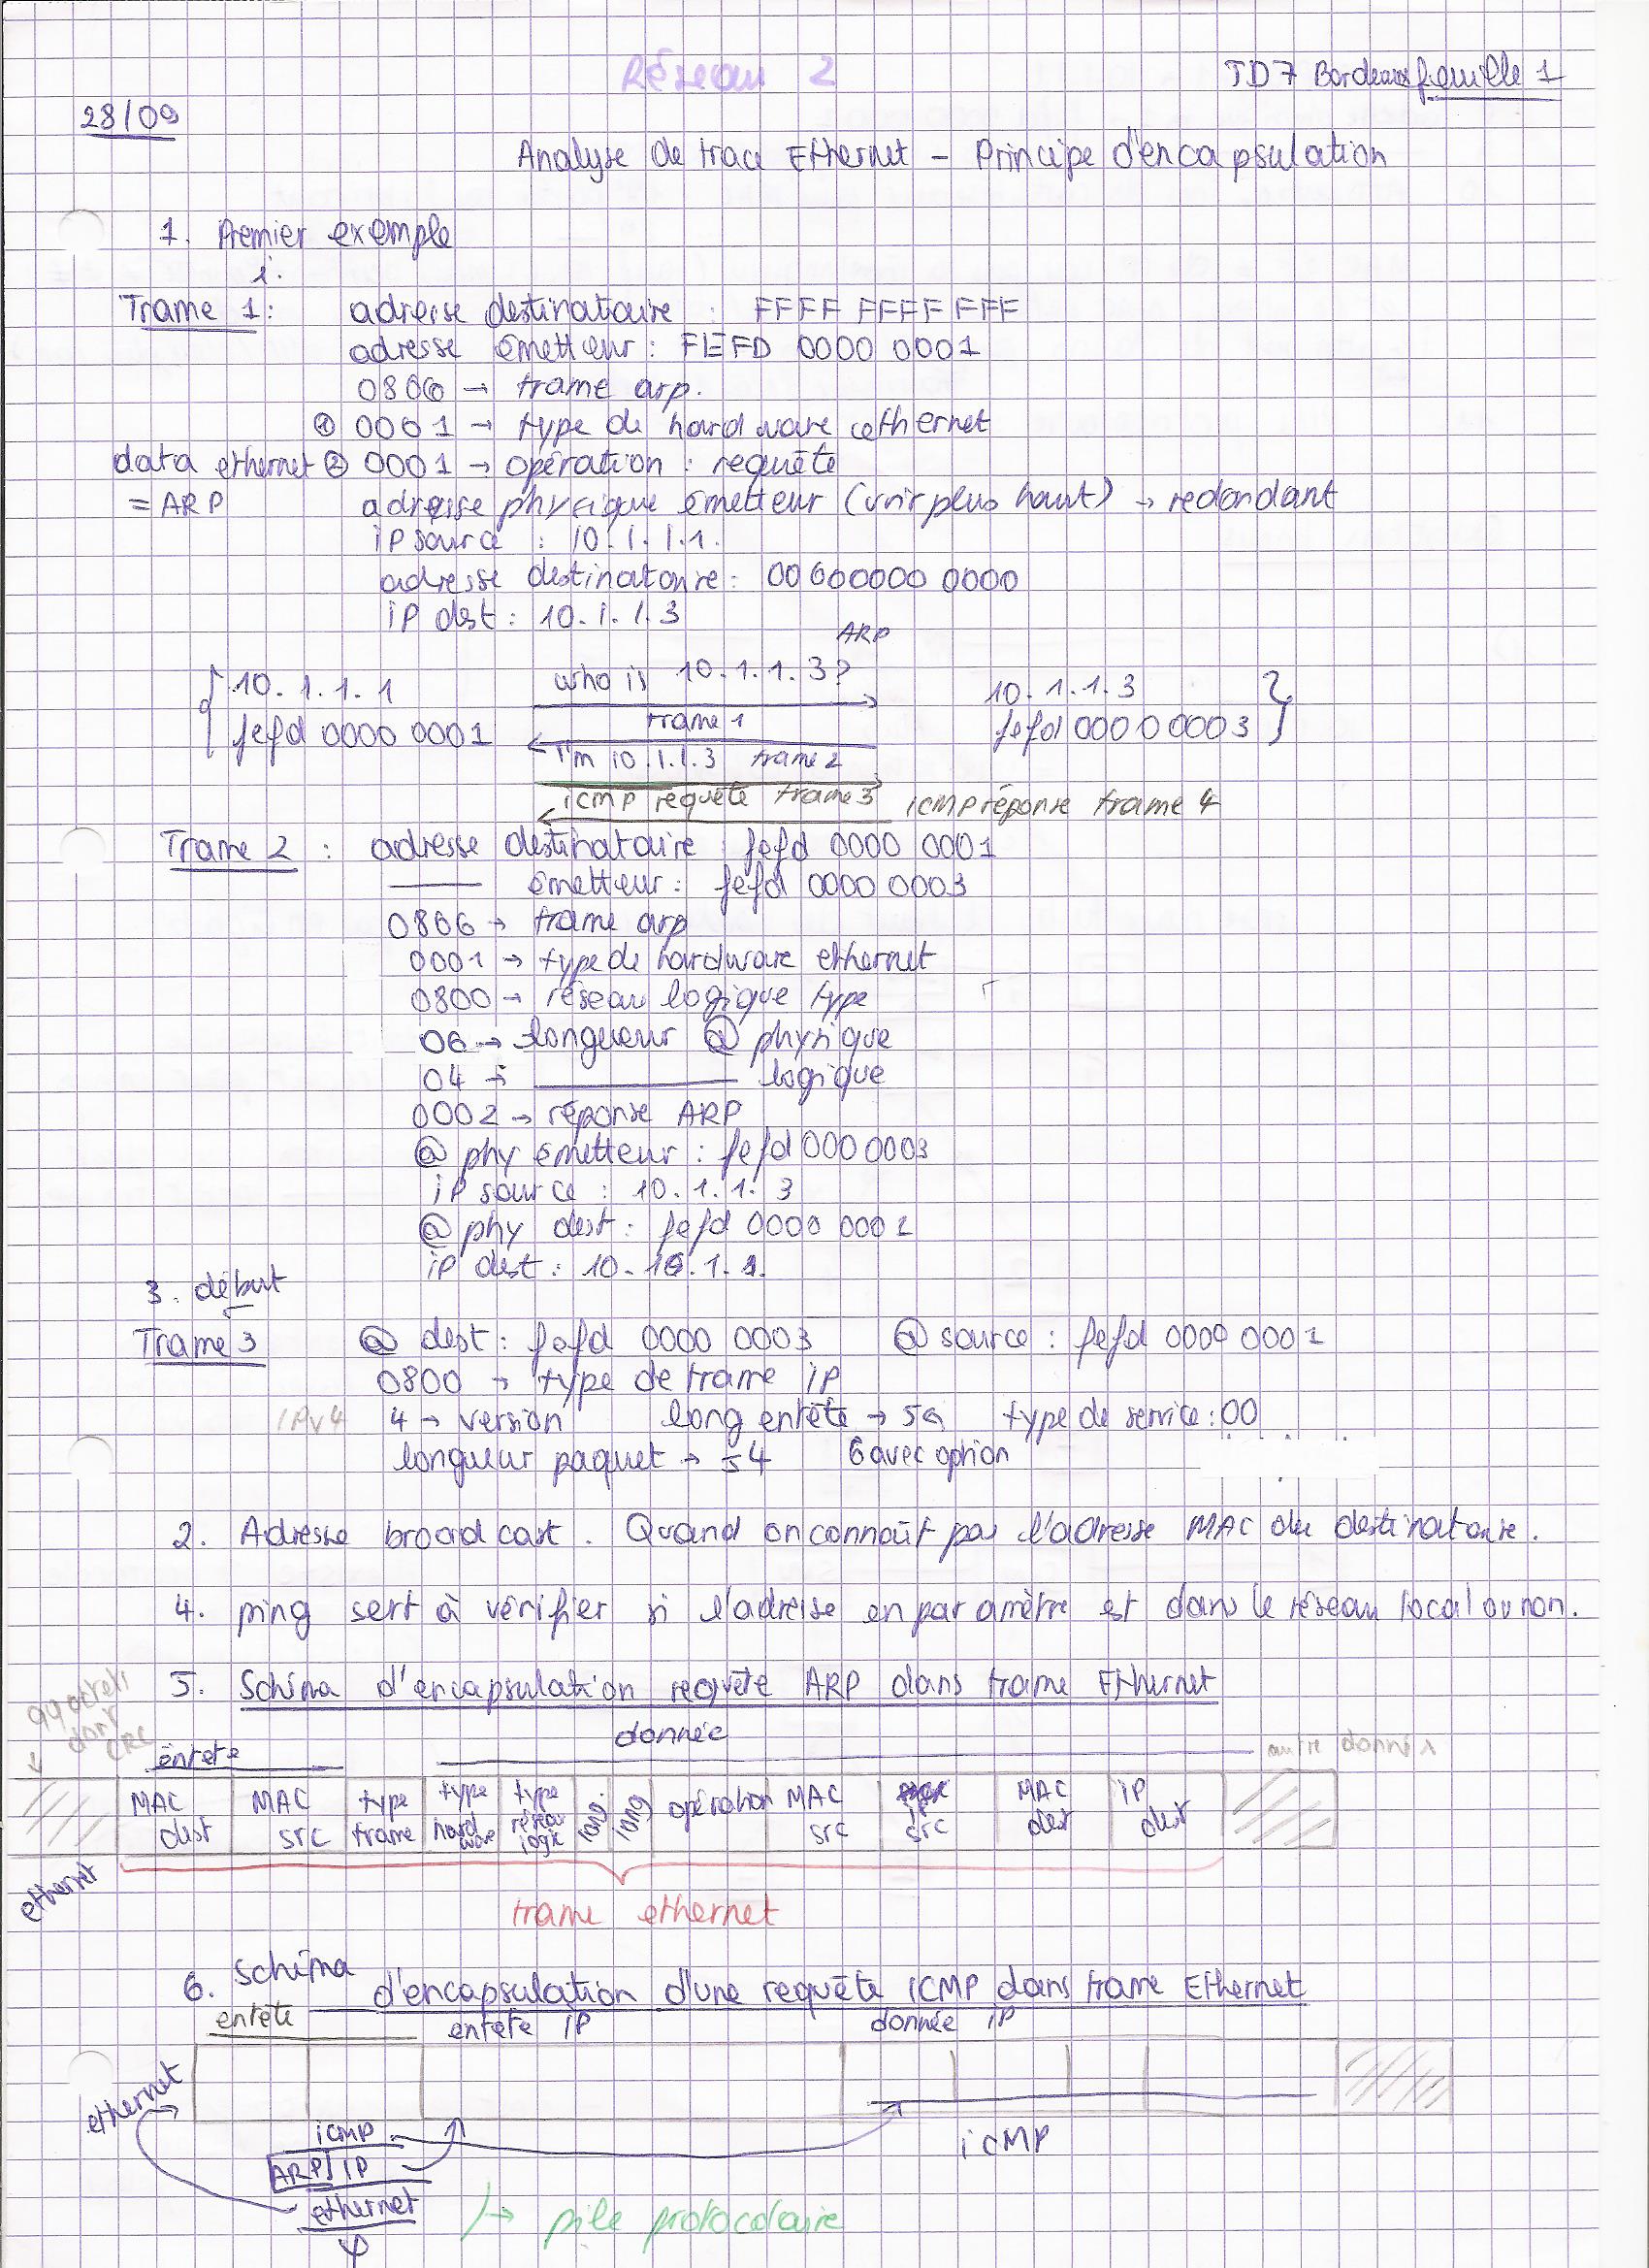 Réseau 2
TD7 Bordeaux feuille 1
28/09
Analyse de trace Ethernet - Principe d'encapsulation
1. Premier exemple
1.
Trame 1: adresse destinataire : FFFF FFFF FFF
adresse émetteur : FEFD 0000 0001
0806 → trame arp.
① 0001 → type de hardware ethernet
data ethernet ② 0001 → opération : requête
= ARP adresse physique émetteur (voir plus haut) → redondant
ip source : 10.1.1.1.
adresse destinataire : 00000000 0000
ip dest : 10.1.1.3
ARP
10.1.1.1 who is 10.1.1.3? 10.1.1.3
fefd 0000 0001 trame 1 fefd 0000 0003
I'm 10.1.1.3 trame 2
icmp requête trame 3 icmp réponse trame 4
Trame 2 : adresse destinataire : fefd 0000 0001
émetteur : fefd 0000 0003
0806 → trame arp
0001 → type de hardware ethernet
0800 → réseau logique type
06 → longueur @ physique
04 → logique
0002 → réponse ARP
@ phy émetteur : fefd 000 0003
ip source : 10.1.1.3
@ phy dest : fefd 0000 0001
ip dest : 10.10.1.1.
3. début
Trame 3 @ dest : fefd 0000 0003 @ source : fefd 0000 0001
0800 → type de trame ip
IPv4 4 → version long entête → 5 type de service : 00
longueur paquet → 54 6 avec option
2. Adresse broadcast. Quand on connaît pas l'adresse MAC du destinataire.
4. ping sert à vérifier si l'adresse en paramètre est dans le réseau local ou non.
5. Schéma d'encapsulation requête ARP dans trame Ethernet
CRC
entete donnée autre donnée
MAC dest MAC src type trame type hardware type réseau logic long long opération MAC src ip src MAC dest IP dest
ethernet
trame ethernet
6. Schéma d'encapsulation d'une requête ICMP dans trame Ethernet
entete entete IP donnée IP
ethernet
icmp icMP
ARP IP
ethernet → pile protocolaire
φ